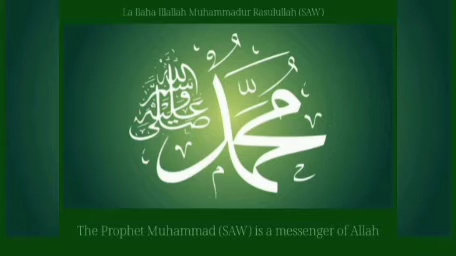 La Ilaha Illallah Muhammadur Rasulullah (SAW)
محمد
صلى الله عليه وسلم
The Prophet Muhammad (SAW) is a messenger of Allah